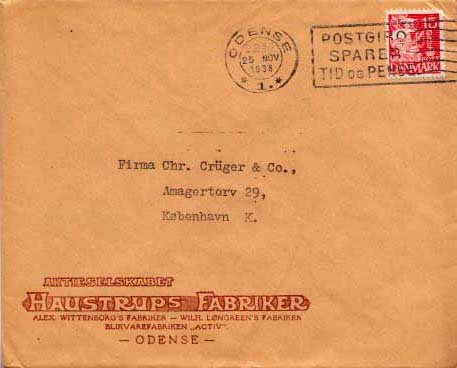 ODENSE
25 NOV
1938
* 1. *
POSTGIRO
SPARER
TID OG PENGE
15
DANMARK
Firma Chr. Crüger & Co.,
Amagertorv 29,
København K.
AKTIESELSKABET
HAUSTRUPS FABRIKER
ALEX. WITTENBORG'S FABRIKER — WILH. LØNGREEN'S FABRIKER
BLIKVAREFABRIKEN „ACTIV”.
— ODENSE —